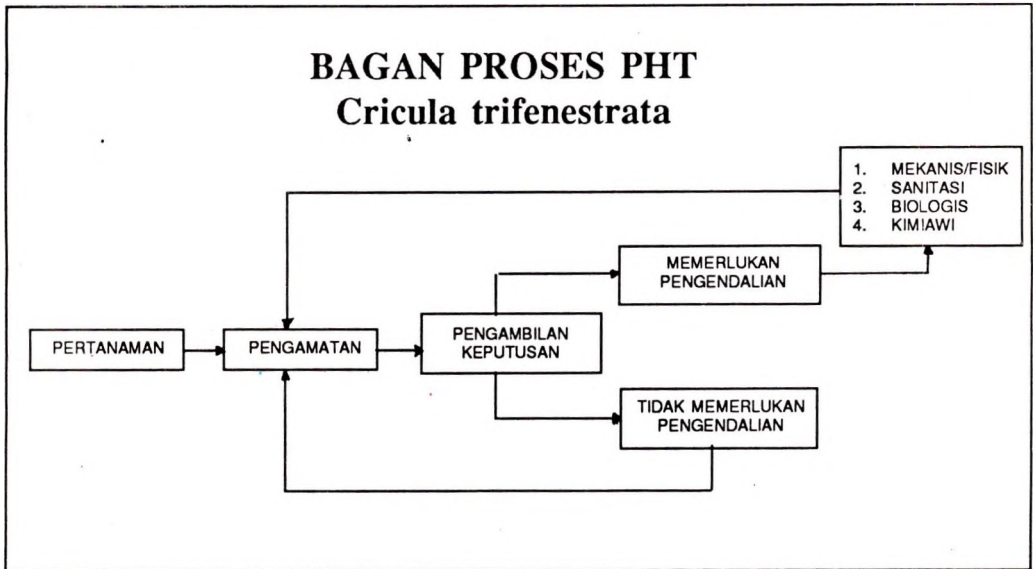 BAGAN PROSES PHT
Cricula trifenestrata
1. MEKANIS/FISIK
2. SANITASI
3. BIOLOGIS
4. KIMIAWI
MEMERLUKAN
PENGENDALIAN
PERTANAMAN
PENGAMATAN
PENGAMBILAN
KEPUTUSAN
TIDAK MEMERLUKAN
PENGENDALIAN